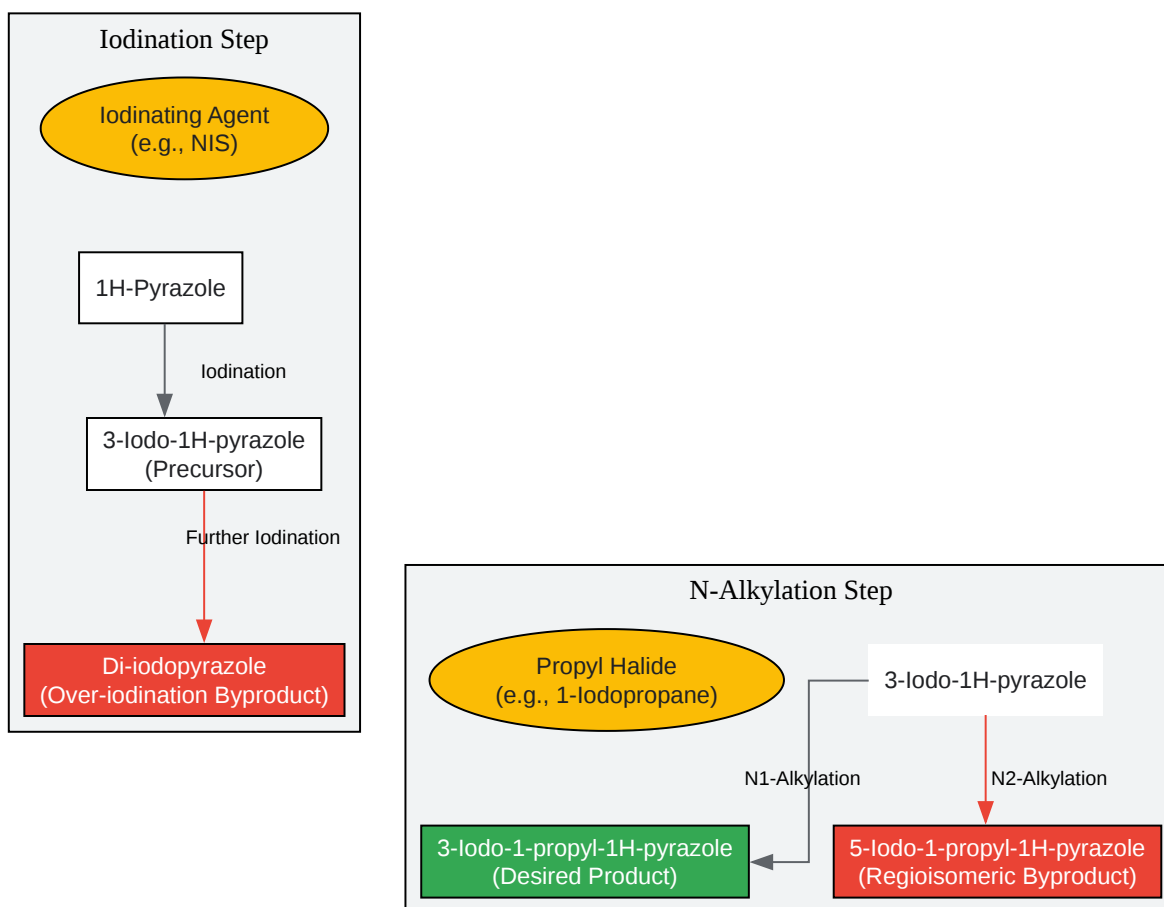 Iodination Step
Iodinating Agent
(e.g., NIS)
1H-Pyrazole
Iodination
3-Iodo-1H-pyrazole
(Precursor)
Further Iodination
Di-iodopyrazole
(Over-iodination Byproduct)
N-Alkylation Step
Propyl Halide
(e.g., 1-Iodopropane)
3-Iodo-1H-pyrazole
N1-Alkylation
N2-Alkylation
3-Iodo-1-propyl-1H-pyrazole
(Desired Product)
5-Iodo-1-propyl-1H-pyrazole
(Regioisomeric Byproduct)